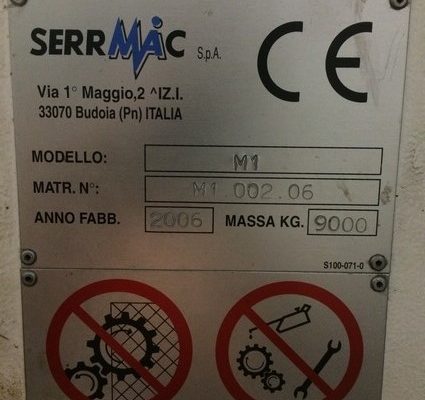 SERRMAC S.p.A.
CE
Via 1° Maggio,2 ^IZ.I.
33070 Budoia (Pn) ITALIA
MODELLO: M1
MATR. N°: M1.002.06
ANNO FABB. 2006 MASSA KG. 9000
S100-071-0